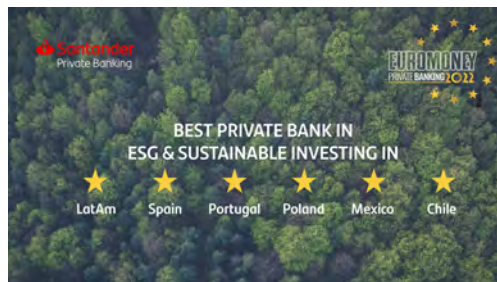 Santander
Private Banking
EUROMONEY
PRIVATE BANKING 2022
BEST PRIVATE BANK IN
ESG & SUSTAINABLE INVESTING IN
LatAm Spain Portugal Poland Mexico Chile